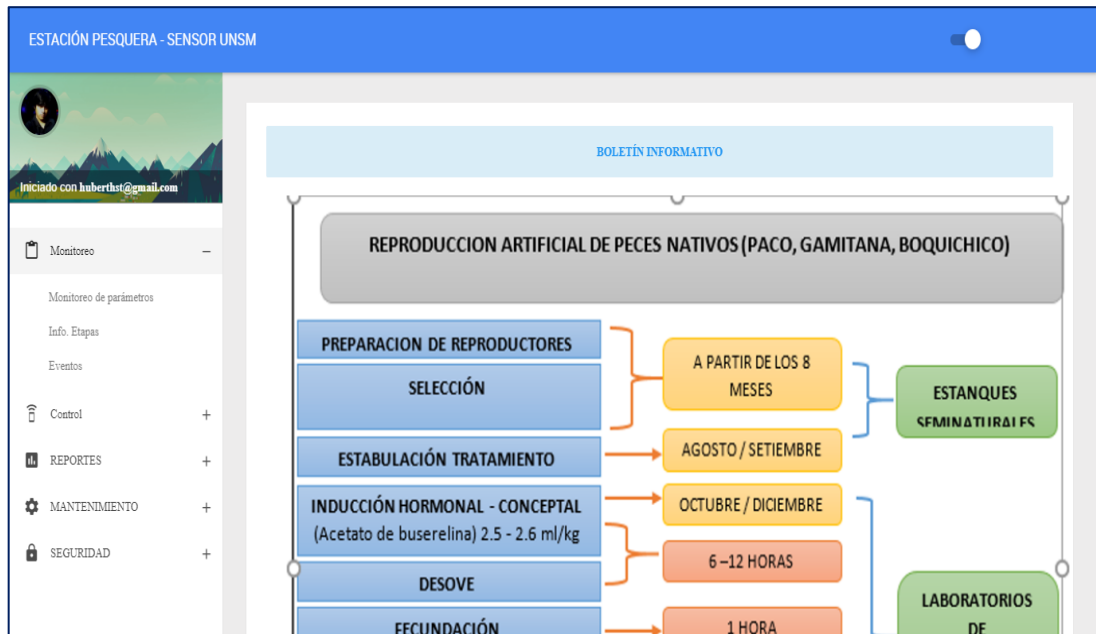 ESTACIÓN PESQUERA - SENSOR UNSM
Iniciado con huberthst@gmail.com
Monitoreo
Monitoreo de parámetros
Info. Etapas
Eventos
Control
REPORTES
MANTENIMIENTO
SEGURIDAD
BOLETÍN INFORMATIVO
REPRODUCCION ARTIFICIAL DE PECES NATIVOS (PACO, GAMITANA, BOQUICHICO)
PREPARACION DE REPRODUCTORES
SELECCIÓN
A PARTIR DE LOS 8
MESES
ESTANQUES
SEMINATURALES
ESTABULACIÓN TRATAMIENTO
AGOSTO / SETIEMBRE
INDUCCIÓN HORMONAL - CONCEPTAL
(Acetato de buserelina) 2.5 - 2.6 ml/kg
OCTUBRE / DICIEMBRE
6 –12 HORAS
DESOVE
FECUNDACIÓN
1 HORA
LABORATORIOS
DE